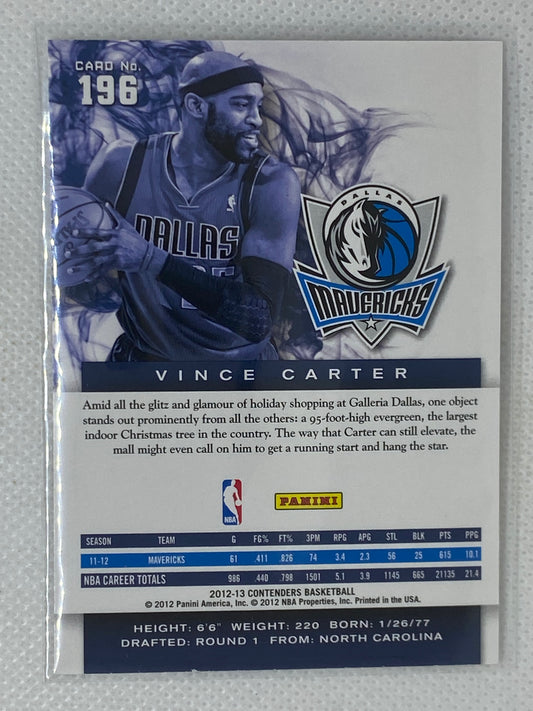 CARD No.
196
DALLAS
25
DALLAS
MAVERICKS
VINCE CARTER
Amid all the glitz and glamour of holiday shopping at Galleria Dallas, one object
stands out prominently from all the others: a 95-foot-high evergreen, the largest
indoor Christmas tree in the country. The way that Carter can still elevate, the
mall might even call on him to get a running start and hang the star.
NBA
PANINI
SEASON TEAM G FG% FT% 3PM RPG APG STL BLK PTS PPG
11-12 MAVERICKS 61 .411 .826 74 3.4 2.3 56 25 615 10.1
NBA CAREER TOTALS 986 .440 .798 1501 5.1 3.9 1145 665 21135 21.4
2012-13 CONTENDERS BASKETBALL
© 2012 Panini America, Inc. © 2012 NBA Properties, Inc. Printed in the USA.
HEIGHT: 6'6" WEIGHT: 220 BORN: 1/26/77
DRAFTED: ROUND 1 FROM: NORTH CAROLINA